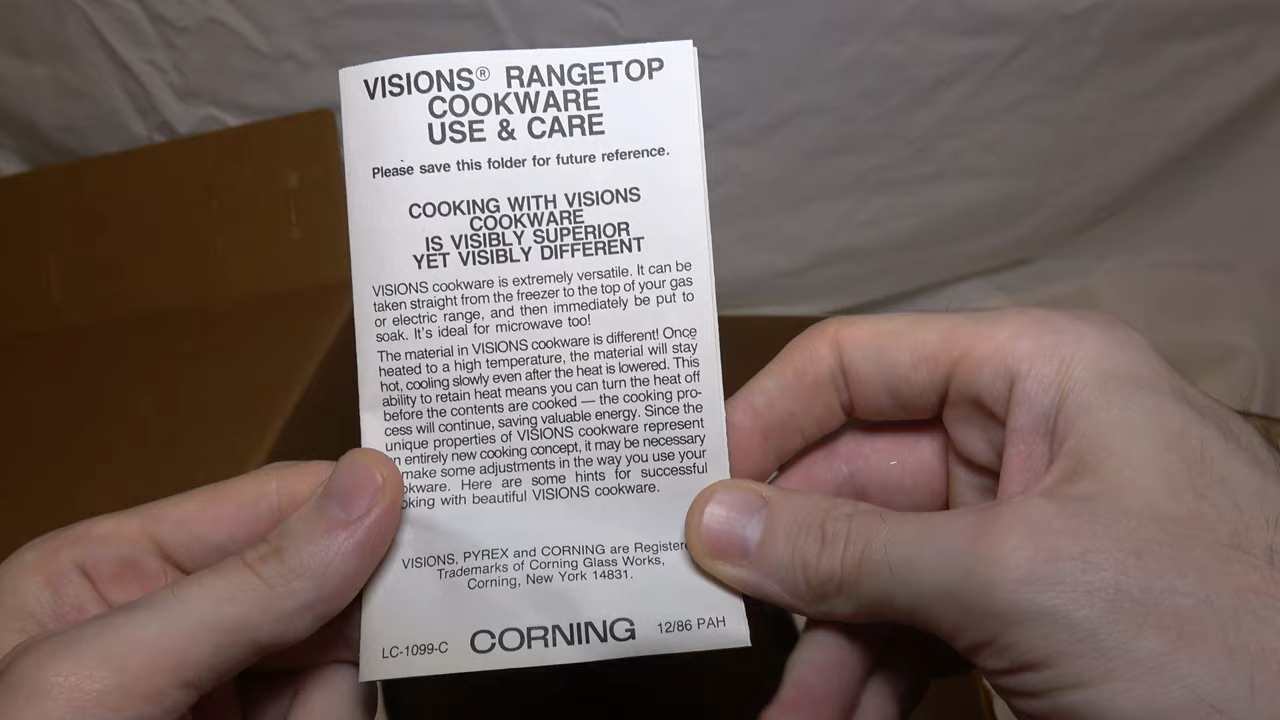 VISIONS® RANGETOP
COOKWARE
USE & CARE
Please save this folder for future reference.
COOKING WITH VISIONS
COOKWARE
IS VISIBLY SUPERIOR
YET VISIBLY DIFFERENT
VISIONS cookware is extremely versatile. It can be
taken straight from the freezer to the top of your gas
or electric range, and then immediately be put to
soak. It's ideal for microwave too!
The material in VISIONS cookware is different! Once
heated to a high temperature, the material will stay
hot, cooling slowly even after the heat is lowered. This
ability to retain heat means you can turn the heat off
before the contents are cooked — the cooking pro-
cess will continue, saving valuable energy. Since the
unique properties of VISIONS cookware represent
n entirely new cooking concept, it may be necessary
make some adjustments in the way you use your
okware. Here are some hints for successful
oking with beautiful VISIONS cookware.
VISIONS, PYREX and CORNING are Register
Trademarks of Corning Glass Works,
Corning, New York 14831.
LC-1099-C CORNING 12/86 PAH